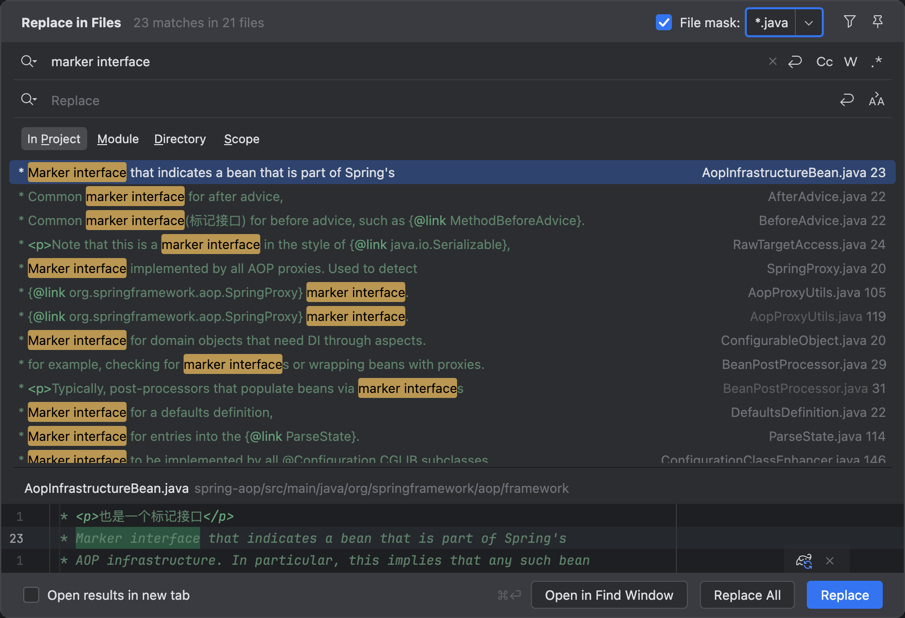 Replace in Files 23 matches in 21 files File mask: *.java
marker interface Cc W .*
Replace
In Project Module Directory Scope
* Marker interface that indicates a bean that is part of Spring's AopInfrastructureBean.java 23
* Common marker interface for after advice, AfterAdvice.java 22
* Common marker interface(标记接口) for before advice, such as {@link MethodBeforeAdvice}. BeforeAdvice.java 22
* <p>Note that this is a marker interface in the style of {@link java.io.Serializable}, RawTargetAccess.java 24
* Marker interface implemented by all AOP proxies. Used to detect SpringProxy.java 20
* {@link org.springframework.aop.SpringProxy} marker interface. AopProxyUtils.java 105
* {@link org.springframework.aop.SpringProxy} marker interface. AopProxyUtils.java 119
* Marker interface for domain objects that need DI through aspects. ConfigurableObject.java 20
* for example, checking for marker interfaces or wrapping beans with proxies. BeanPostProcessor.java 29
* <p>Typically, post-processors that populate beans via marker interfaces BeanPostProcessor.java 31
* Marker interface for a defaults definition, DefaultsDefinition.java 22
* Marker interface for entries into the {@link ParseState}. ParseState.java 114
* Marker interface to be implemented by all @Configuration CGLIB subclasses ConfigurationClassEnhancer.java 146
AopInfrastructureBean.java spring-aop/src/main/java/org/springframework/aop/framework
1 * <p>也是一个标记接口</p>
23 * Marker interface that indicates a bean that is part of Spring's
1 * AOP infrastructure. In particular, this implies that any such bean
Open results in new tab ⌘↩ Open in Find Window Replace All Replace